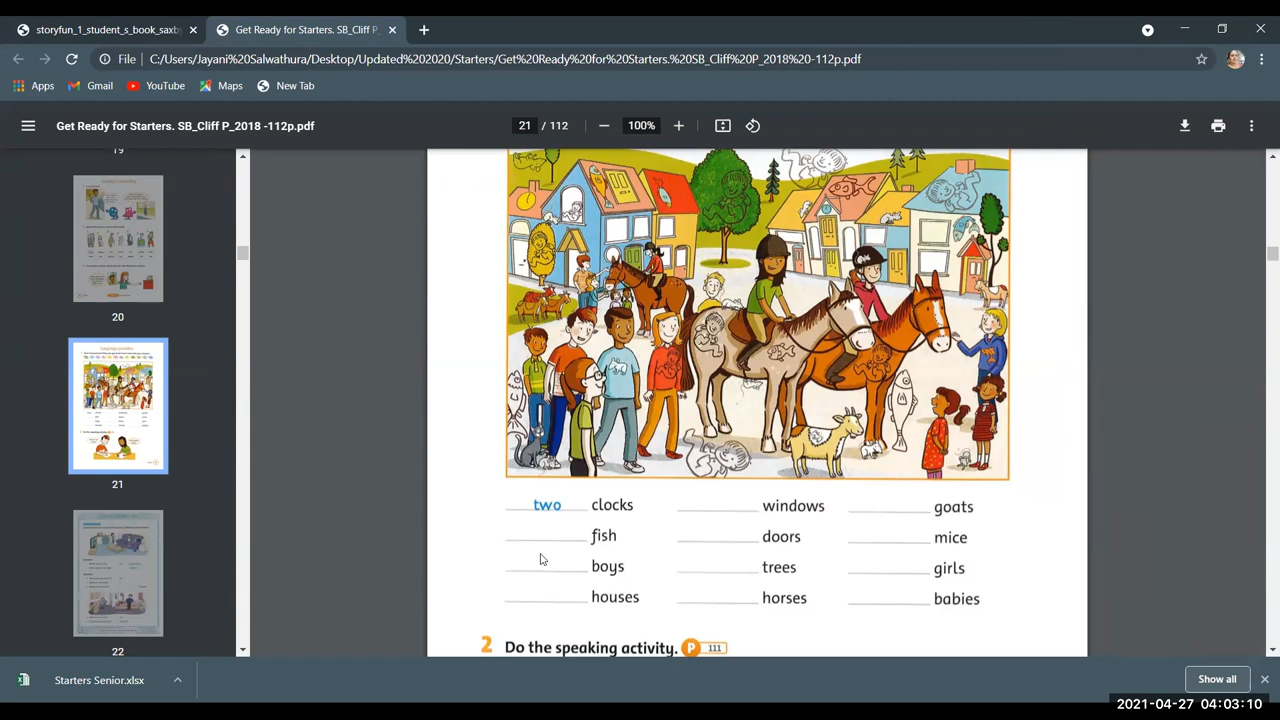 storyfun_1_student_s_book_saxb
Get Ready for Starters. SB_Cliff P_
File
C:/Users/Jayani%20Salwathura/Desktop/Updated%202020/Starters/Get%20Ready%20for%20Starters.%20SB_Cliff%20P_2018%20-112p.pdf
Apps Gmail YouTube Maps New Tab
Get Ready for Starters. SB_Cliff P_2018 -112p.pdf
21 / 112
100%
19
20
21
22
two clocks windows goats
fish doors mice
boys trees girls
houses horses babies
2 Do the speaking activity. P 111
Starters Senior.xlsx
Show all
2021-04-27 04:03:10